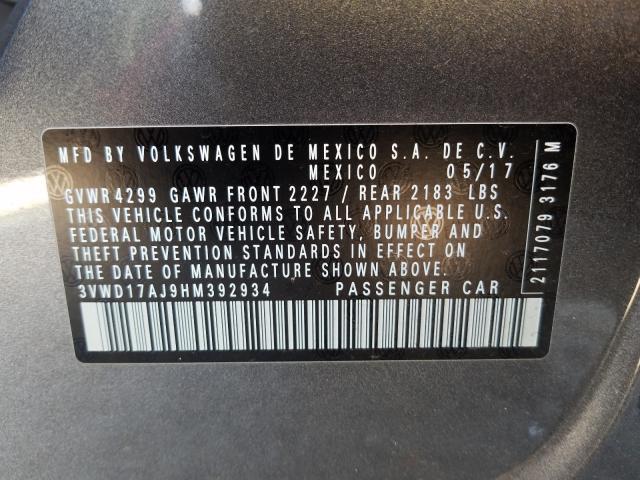 MFD BY VOLKSWAGEN DE MEXICO S.A. DE C.V.
MEXICO 05/17
GVWR 4299 GAWR FRONT 2227 / REAR 2183 LBS
THIS VEHICLE CONFORMS TO ALL APPLICABLE U.S.
FEDERAL MOTOR VEHICLE SAFETY, BUMPER AND
THEFT PREVENTION STANDARDS IN EFFECT ON
THE DATE OF MANUFACTURE SHOWN ABOVE.
3VWD17AJ9HM392934 PASSENGER CAR
2117079 3176 M